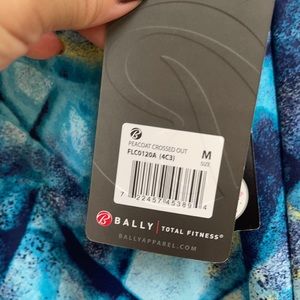 B
PEACOAT CROSSED OUT
FLC0120A (4C3)
M
SIZE
7 22457 45389 4
B BALLY TOTAL FITNESS®
BALLYAPPAREL.COM